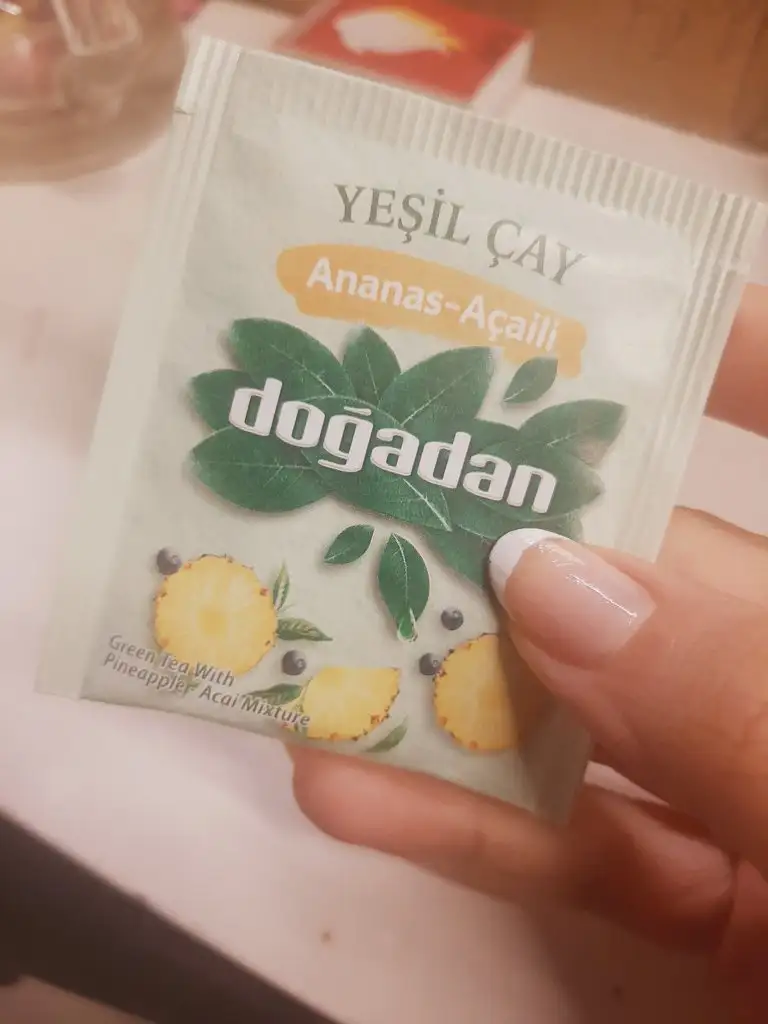 YEŞİL ÇAY
Ananas-Açaili
doğadan
Green Tea With
Pineapple- Acai Mixture